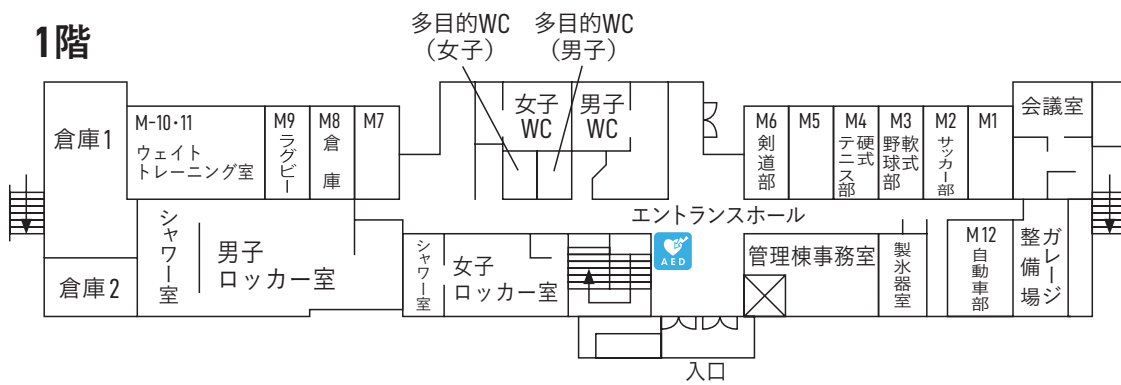 1階
多目的WC
（女子）
多目的WC
（男子）
倉庫1
M-10・11
ウェイト
トレーニング室
M9
ラグビー
M8
倉庫
M7
女子
WC
男子
WC
M6
剣道部
M5
M4
硬式
テニス部
M3
軟式
野球部
M2
サッカー部
M1
会議室
エントランスホール
シャワー室
男子
ロッカー室
倉庫2
シャワー室
女子
ロッカー室
AED
管理棟事務室
製氷器室
M12
自動車部
ガレージ
整備場
入口